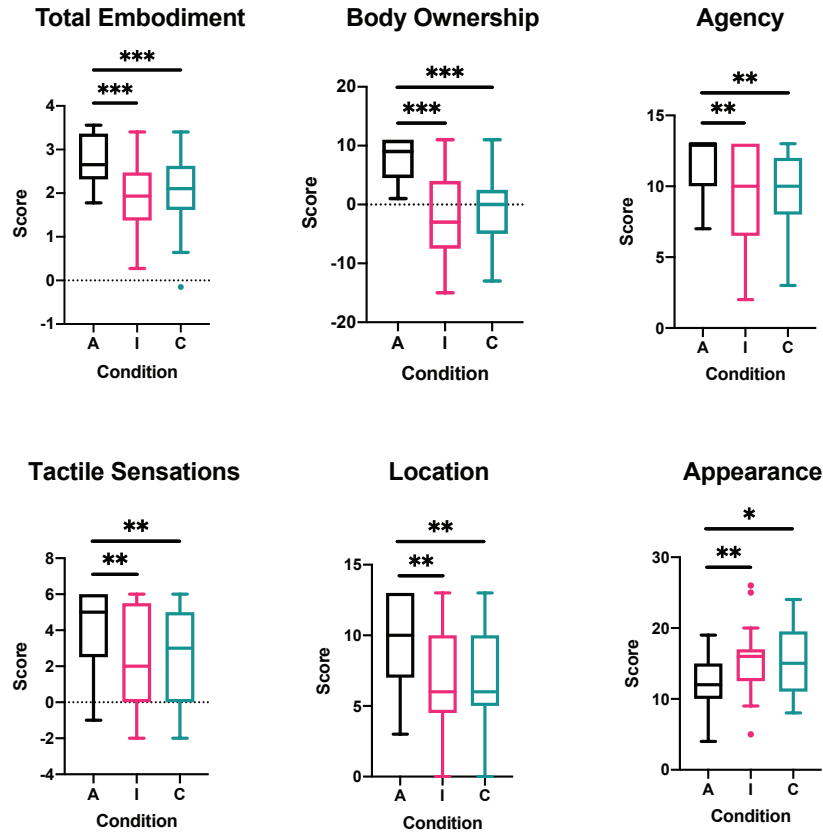 Total Embodiment
***
***
4
3
2
1
0
-1
Score
A I C
Condition
Body Ownership
***
***
20
10
0
-10
-20
Score
A I C
Condition
Agency
**
**
15
10
5
0
Score
A I C
Condition
Tactile Sensations
**
**
8
6
4
2
0
-2
-4
Score
A I C
Condition
Location
**
**
15
10
5
0
Score
A I C
Condition
Appearance
*
**
30
20
10
0
Score
A I C
Condition